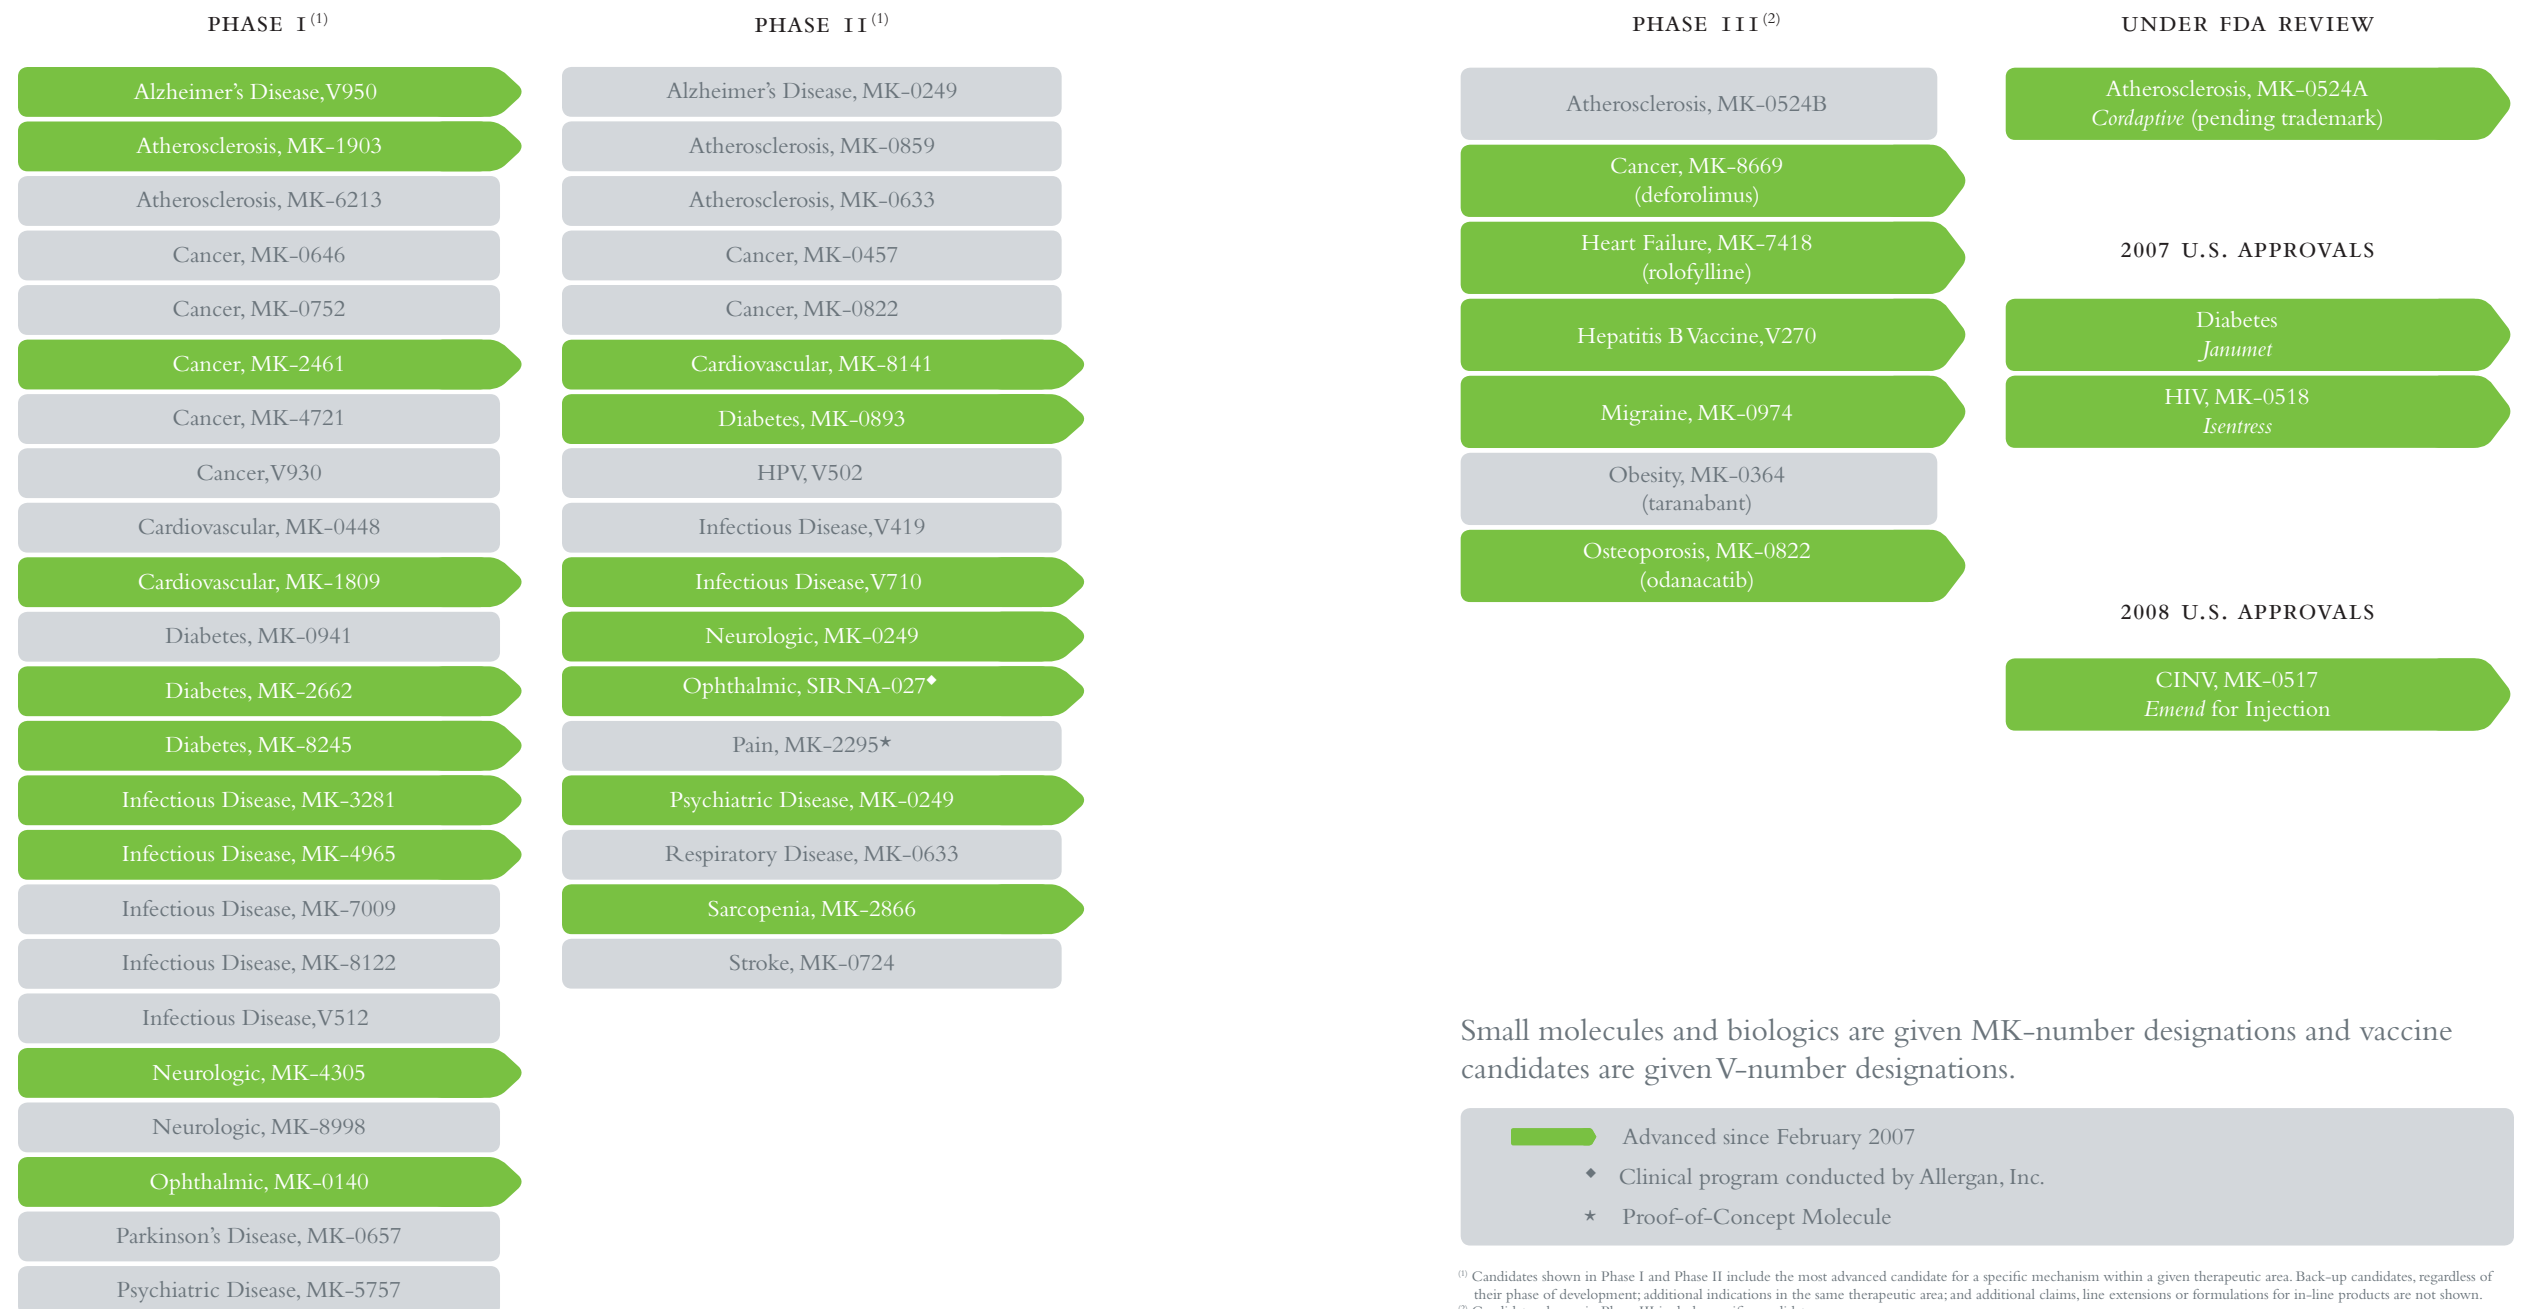 PHASE I(1)
Alzheimer's Disease, V950
Atherosclerosis, MK-1903
Atherosclerosis, MK-6213
Cancer, MK-0646
Cancer, MK-0752
Cancer, MK-2461
Cancer, MK-4721
Cancer, V930
Cardiovascular, MK-0448
Cardiovascular, MK-1809
Diabetes, MK-0941
Diabetes, MK-2662
Diabetes, MK-8245
Infectious Disease, MK-3281
Infectious Disease, MK-4965
Infectious Disease, MK-7009
Infectious Disease, MK-8122
Infectious Disease, V512
Neurologic, MK-4305
Neurologic, MK-8998
Ophthalmic, MK-0140
Parkinson's Disease, MK-0657
Psychiatric Disease, MK-5757
PHASE II(1)
Alzheimer's Disease, MK-0249
Atherosclerosis, MK-0859
Atherosclerosis, MK-0633
Cancer, MK-0457
Cancer, MK-0822
Cardiovascular, MK-8141
Diabetes, MK-0893
HPV, V502
Infectious Disease, V419
Infectious Disease, V710
Neurologic, MK-0249
Ophthalmic, SIRNA-027◆
Pain, MK-2295★
Psychiatric Disease, MK-0249
Respiratory Disease, MK-0633
Sarcopenia, MK-2866
Stroke, MK-0724
PHASE III(2)
Atherosclerosis, MK-0524B
Cancer, MK-8669
(deforolimus)
Heart Failure, MK-7418
(rolofylline)
Hepatitis B Vaccine, V270
Migraine, MK-0974
Obesity, MK-0364
(taranabant)
Osteoporosis, MK-0822
(odanacatib)
UNDER FDA REVIEW
Atherosclerosis, MK-0524A
Cordaptive (pending trademark)
2007 U.S. APPROVALS
Diabetes
Janumet
HIV, MK-0518
Isentress
2008 U.S. APPROVALS
CINV, MK-0517
Emend for Injection
Small molecules and biologics are given MK-number designations and vaccine
candidates are given V-number designations.
Advanced since February 2007
◆ Clinical program conducted by Allergan, Inc.
★ Proof-of-Concept Molecule
(1) Candidates shown in Phase I and Phase II include the most advanced candidate for a specific mechanism within a given therapeutic area. Back-up candidates, regardless of
their phase of development; additional indications in the same therapeutic area; and additional claims, line extensions or formulations for in-line products are not shown.